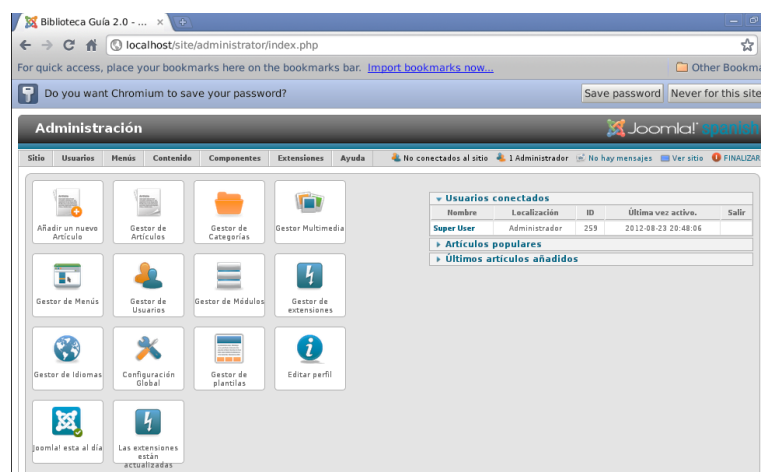 Biblioteca Guía 2.0 - ...
localhost/site/administrator/index.php
For quick access, place your bookmarks here on the bookmarks bar. Import bookmarks now...
Other Bookma
Do you want Chromium to save your password?
Save password
Never for this site
Administración
Joomla! spanish
Sitio Usuarios Menús Contenido Componentes Extensiones Ayuda
No conectados al sitio 1 Administrador No hay mensajes Ver sitio FINALIZAR
Añadir un nuevo
Artículo
Gestor de
Artículos
Gestor de
Categorías
Gestor Multimedia
Gestor de Menús
Gestor de
Usuarios
Gestor de Módulos
Gestor de
extensiones
Gestor de Idiomas
Configuración
Global
Gestor de
plantilas
Editar perfil
Joomla! esta al día
Las extensiones
están
actualizadas
Usuarios conectados
Nombre Localización ID Última vez activo. Salir
Super User Administrador 259 2012-08-23 20:48:06
Artículos populares
Últimos artículos añadidos